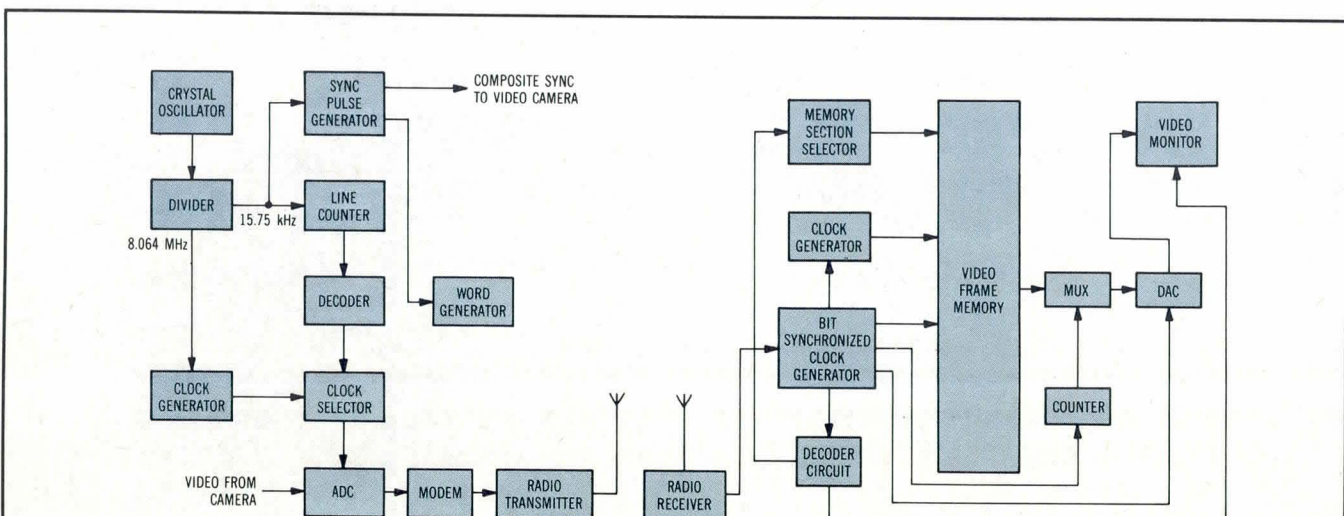 CRYSTAL
OSCILLATOR
SYNC
PULSE
GENERATOR
COMPOSITE SYNC
TO VIDEO CAMERA
DIVIDER
15.75 kHz
8.064 MHz
LINE
COUNTER
DECODER
WORD
GENERATOR
CLOCK
GENERATOR
CLOCK
SELECTOR
VIDEO FROM
CAMERA
ADC
MODEM
RADIO
TRANSMITTER
RADIO
RECEIVER
MEMORY
SECTION
SELECTOR
CLOCK
GENERATOR
BIT
SYNCHRONIZED
CLOCK
GENERATOR
DECODER
CIRCUIT
VIDEO
FRAME
MEMORY
MUX
DAC
COUNTER
VIDEO
MONITOR